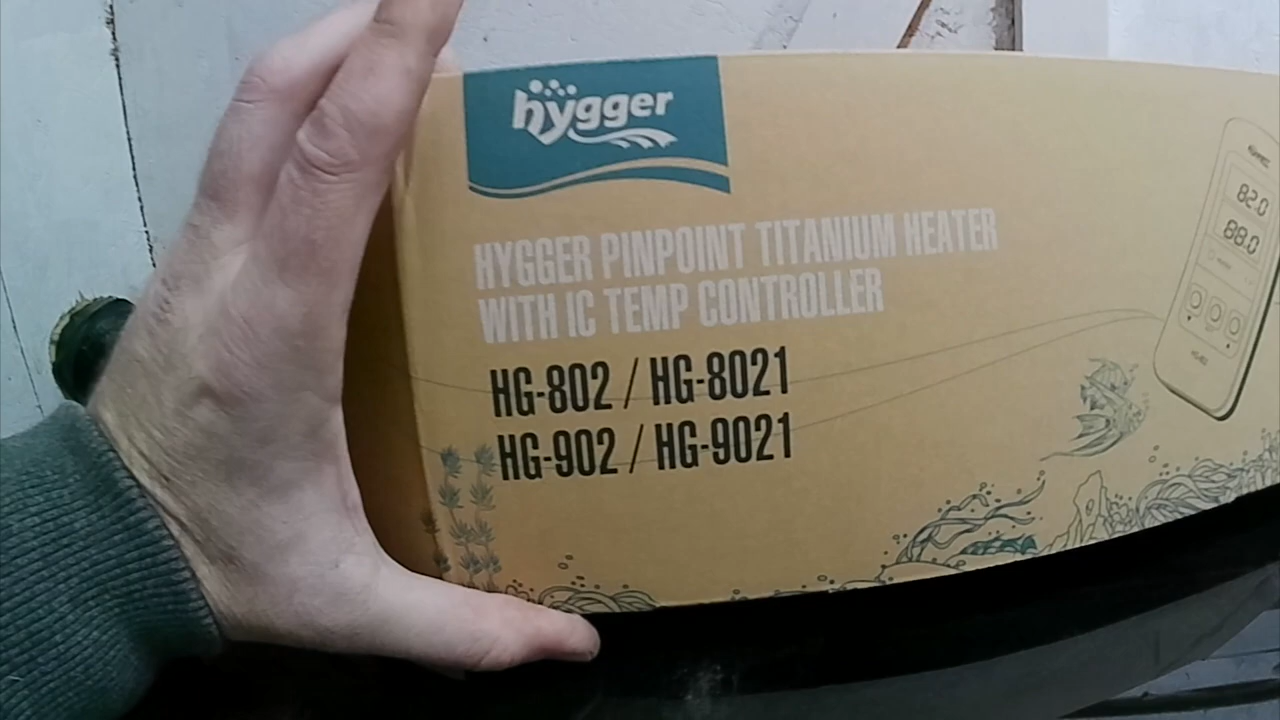 hygger
HYGGER PINPOINT TITANIUM HEATER
WITH IC TEMP CONTROLLER
HG-802 / HG-8021
HG-902 / HG-9021
82.0
88.0